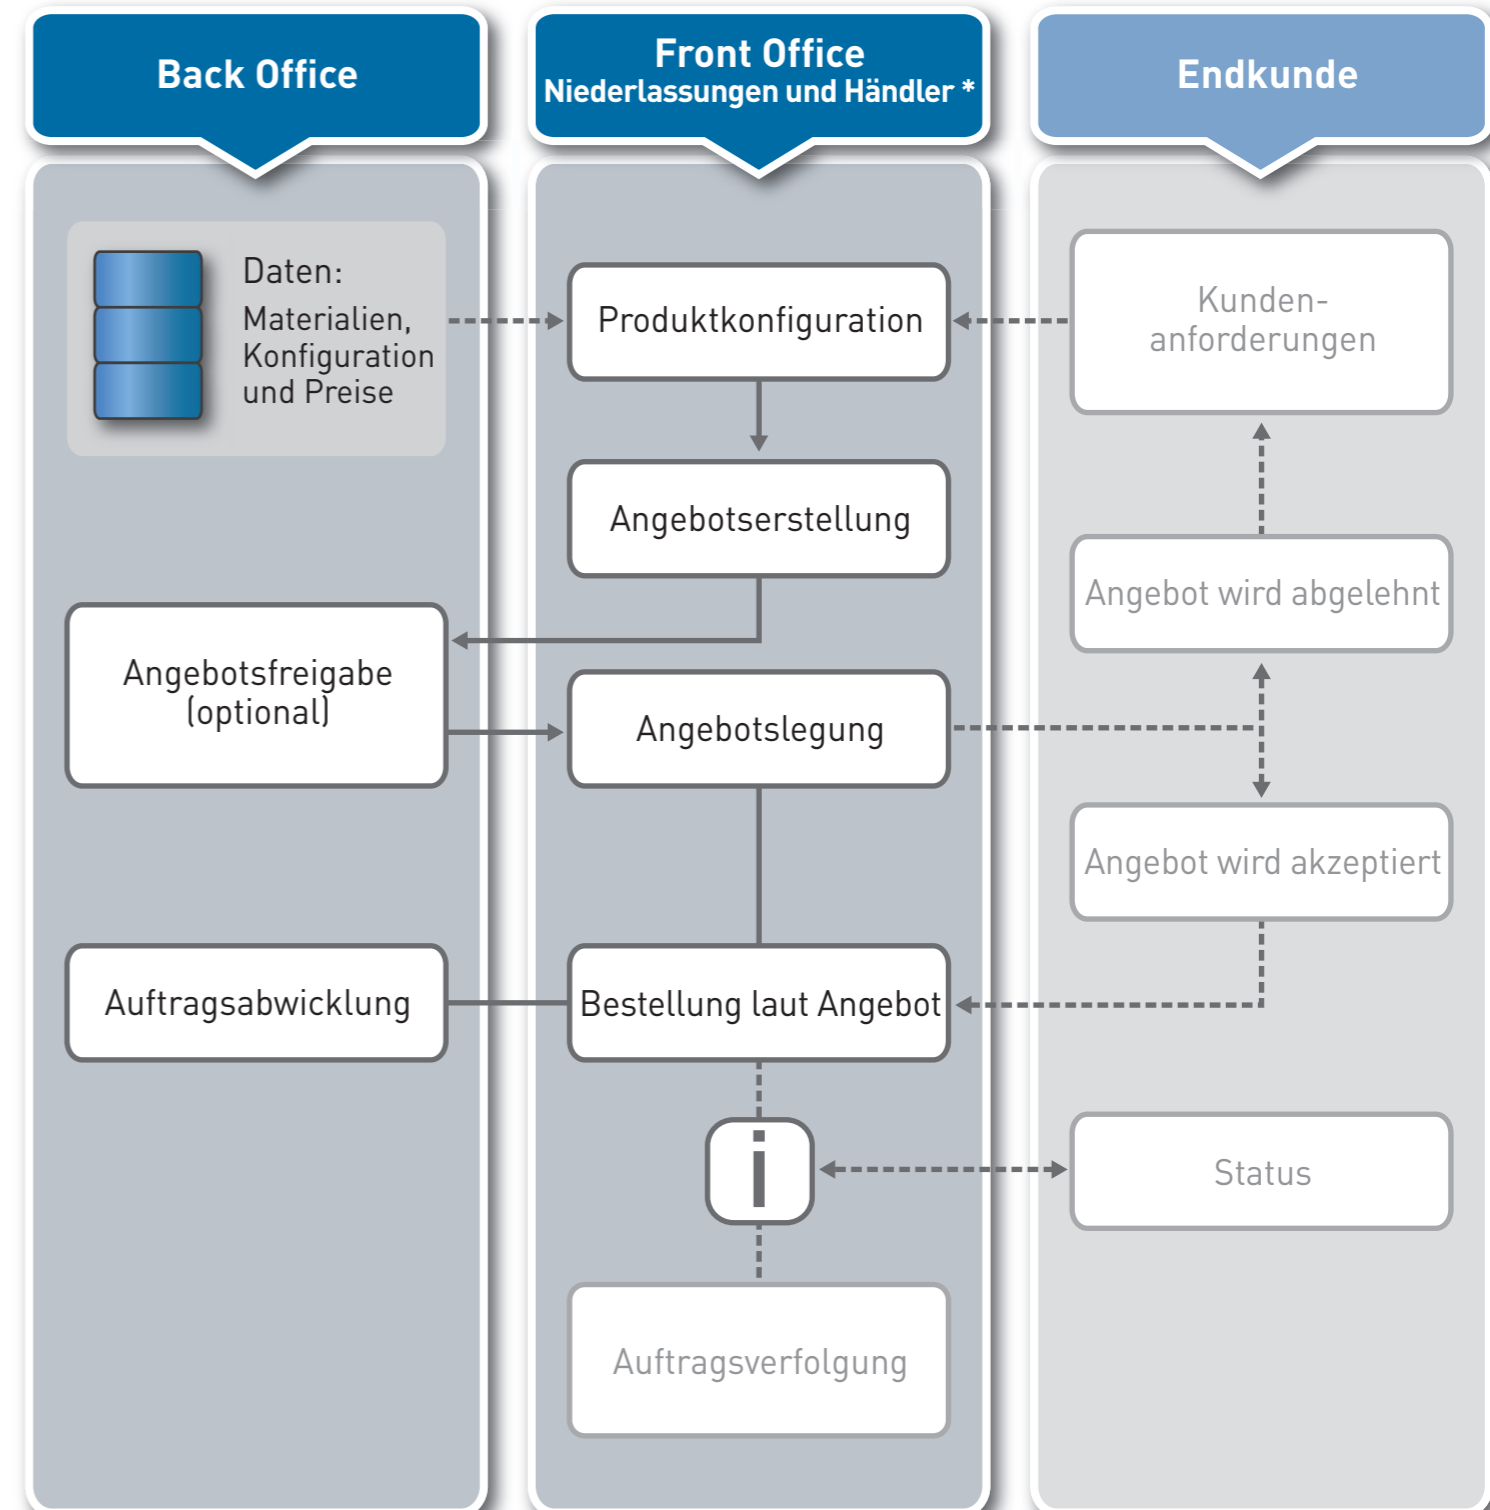 Back Office
Front Office
Niederlassungen und Händler *
Endkunde
Daten:
Materialien,
Konfiguration
und Preise
Produktkonfiguration
Kunden-
anforderungen
Angebotserstellung
Angebot wird abgelehnt
Angebotsfreigabe
(optional)
Angebotslegung
Angebot wird akzeptiert
Auftragsabwicklung
Bestellung laut Angebot
i
Status
Auftragsverfolgung